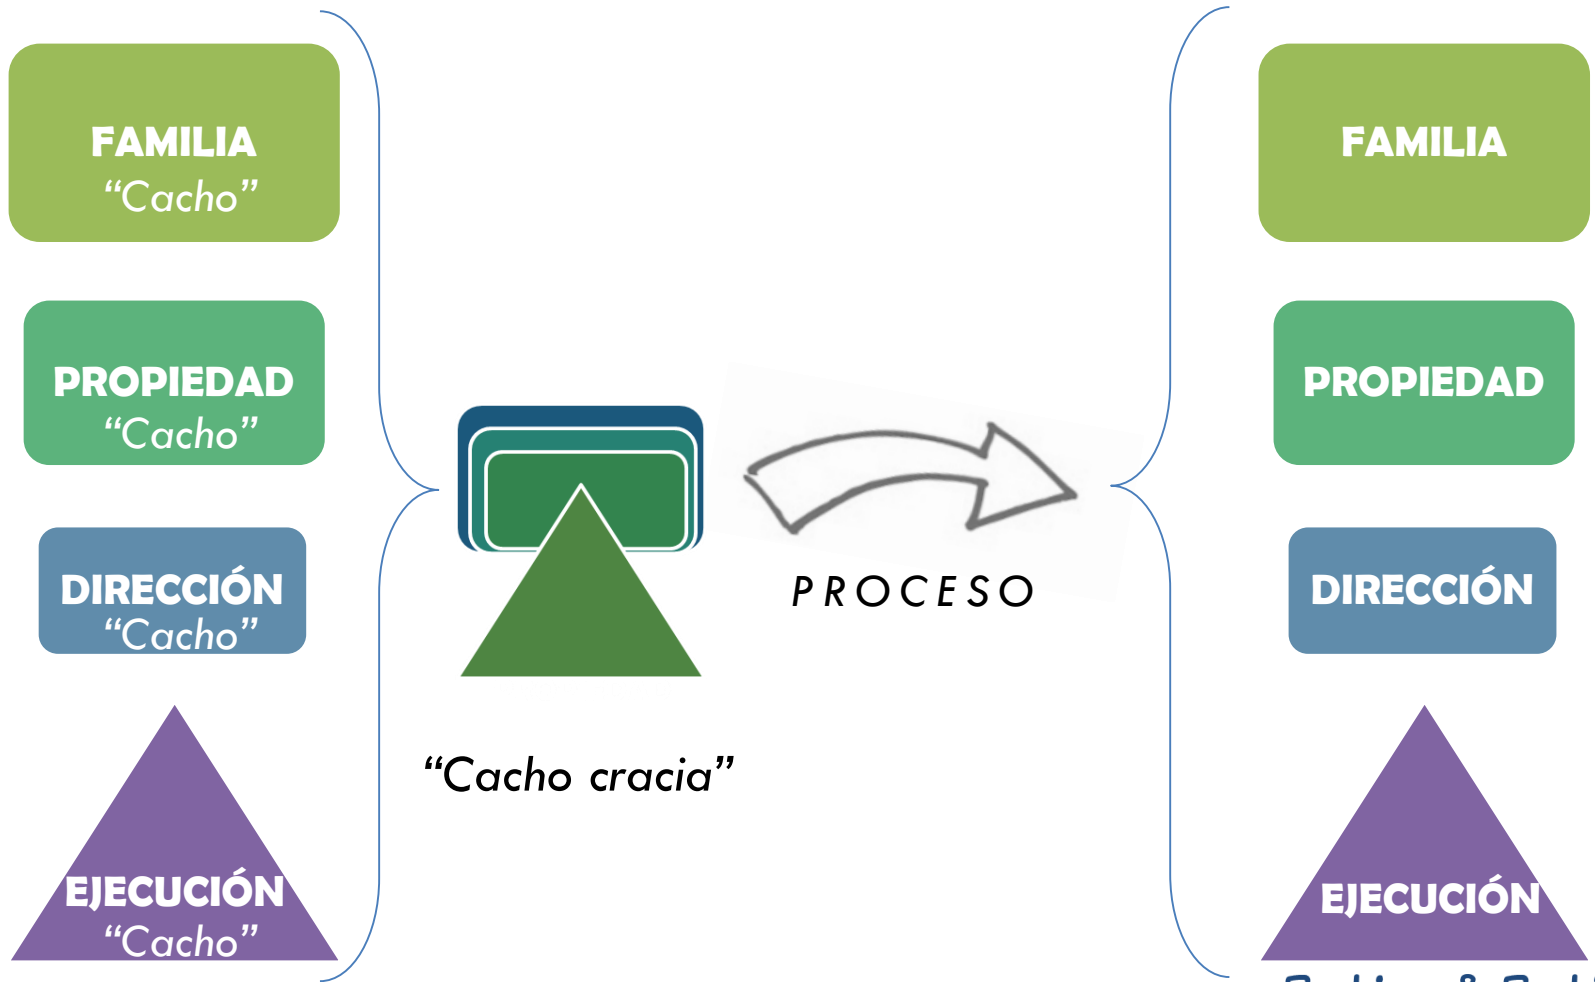 FAMILIA
“Cacho”
PROPIEDAD
“Cacho”
DIRECCIÓN
“Cacho”
EJECUCIÓN
“Cacho”
“Cacho cracia”
PROCESO
FAMILIA
PROPIEDAD
DIRECCIÓN
EJECUCIÓN